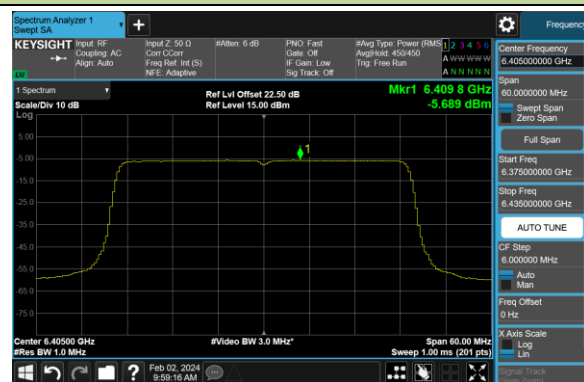 Spectrum Analyzer 1
Swept SA
+
Frequency
KEYSIGHT
Input: RF
Coupling: AC
Align: Auto
Input Z: 50 Ω
Corr CCorr
Freq Ref: Int (S)
NFE: Adaptive
#Atten: 6 dB
PNO: Fast
Gate: Off
IF Gain: Low
Sig Track: Off
#Avg Type: Power (RMS
Avg|Hold: 450/450
Trig: Free Run
1 2 3 4 5 6
A W W W W W
A N N N N N
Center Frequency
6.405000000 GHz
Span
60.0000000 MHz
Swept Span
Zero Span
Full Span
Start Freq
6.375000000 GHz
Stop Freq
6.435000000 GHz
AUTO TUNE
CF Step
6.000000 MHz
Auto
Man
Freq Offset
0 Hz
X Axis Scale
Log
Lin
Signal Track
LXI
1 Spectrum
Scale/Div 10 dB
Log
Ref Lvl Offset 22.50 dB
Ref Level 15.00 dBm
Mkr1 6.409 8 GHz
-5.689 dBm
1
5.00
-5.00
-15.0
-25.0
-35.0
-45.0
-55.0
-65.0
-75.0
Center 6.40500 GHz
#Res BW 1.0 MHz
#Video BW 3.0 MHz*
Span 60.00 MHz
Sweep 1.00 ms (201 pts)
?
Feb 02, 2024
9:59:16 AM